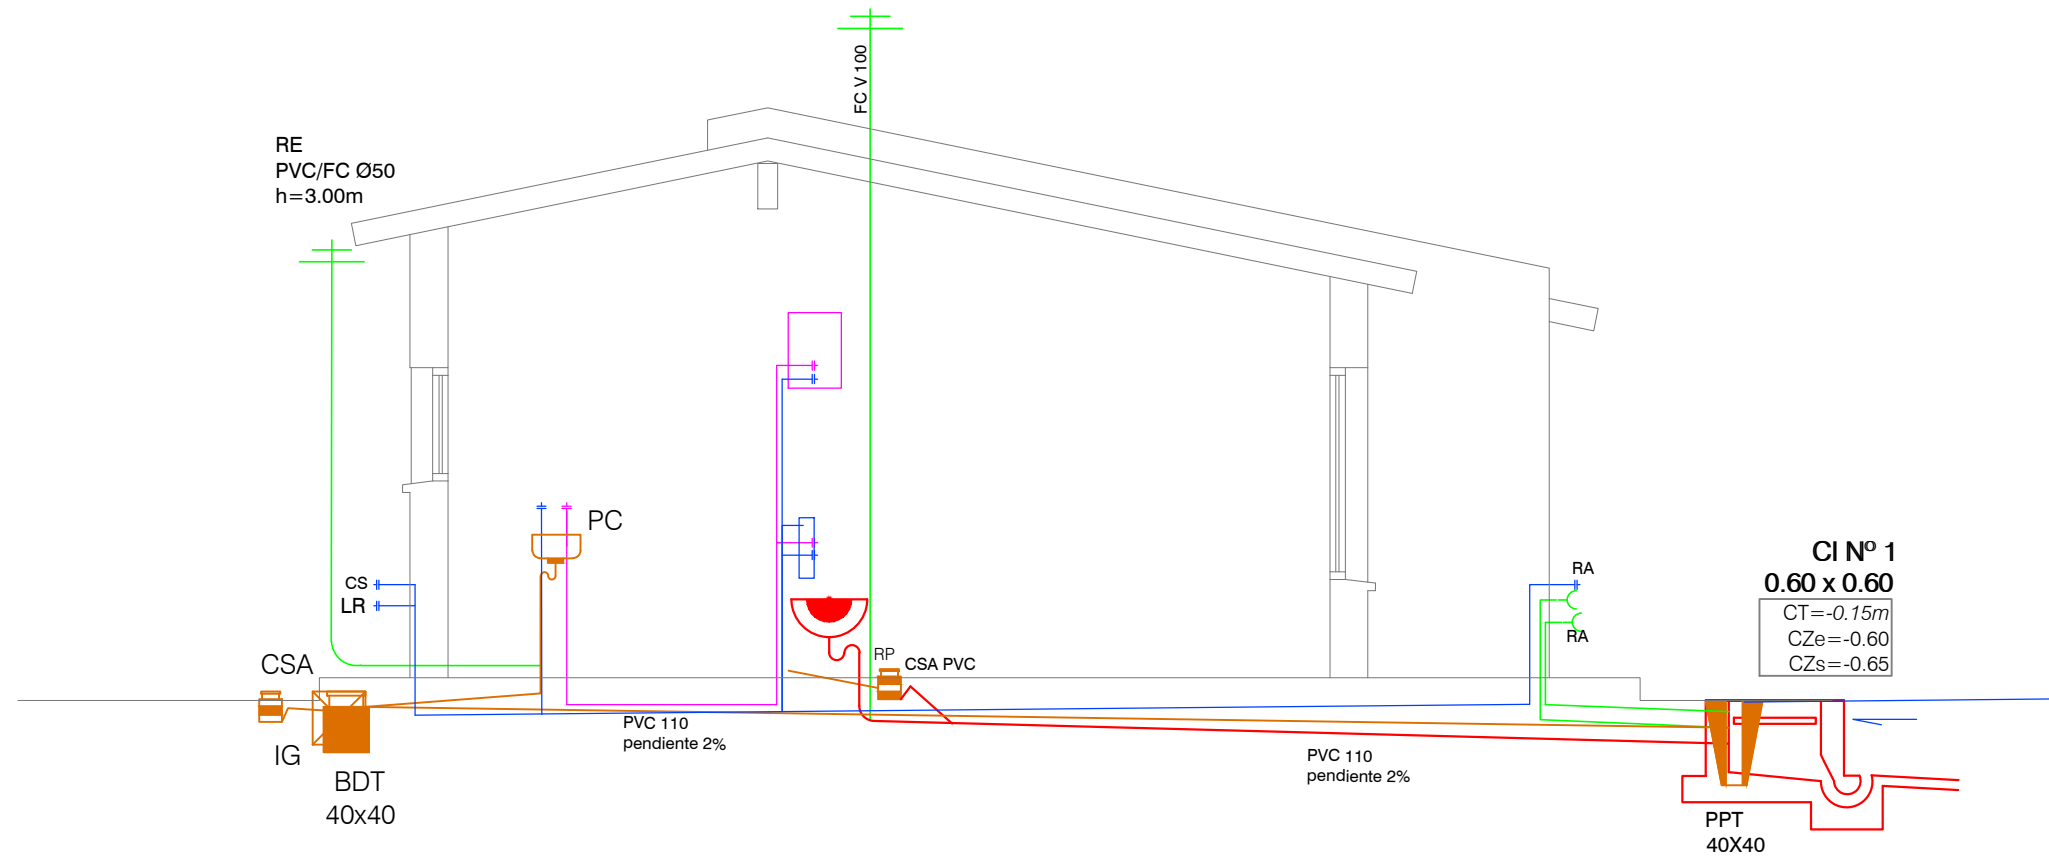 FC V 100
RE
PVC/FC Ø50
h=3.00m
PC
CS
LR
CSA
IG
BDT
40x40
RP
CSA PVC
PVC 110
pendiente 2%
PVC 110
pendiente 2%
RA
RA
CI Nº 1
0.60 x 0.60
CT=-0.15m
CZe=-0.60
CZs=-0.65
PPT
40X40